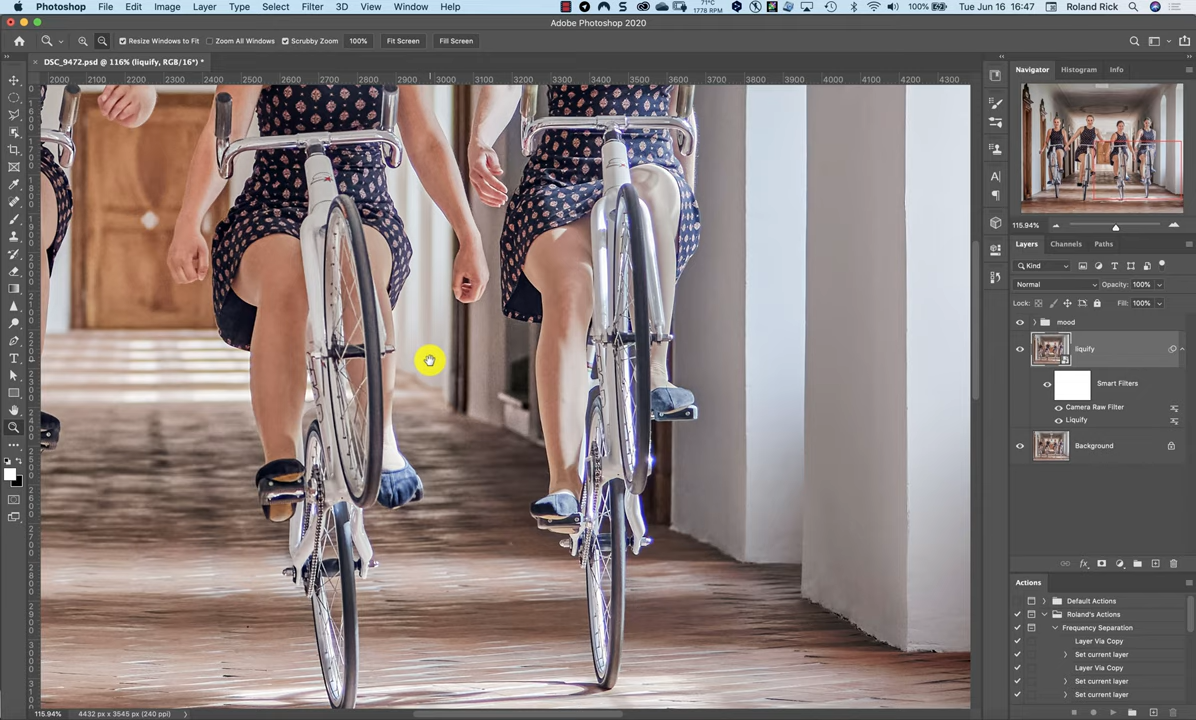 Photoshop File Edit Image Layer Type Select Filter 3D View Window Help
71°C
1778 RPM
100% Tue Jun 16 16:47 Roland Rick
Adobe Photoshop 2020
Resize Windows to Fit Zoom All Windows Scrubby Zoom 100% Fit Screen Fill Screen
DSC_9472.psd @ 116% (liquify, RGB/16*) *
2000 2100 2200 2300 2400 2500 2600 2700 2800 2900 3000 3100 3200 3300 3400 3500 3600 3700 3800 3900 4000 4100 4200 4300
Navigator Histogram Info
115.94%
Layers Channels Paths
Kind
Normal Opacity: 100%
Lock: Fill: 100%
mood
liquify
Smart Filters
Camera Raw Filter
Liquify
Background
fx
Actions
Default Actions
Roland's Actions
Frequency Separation
Layer Via Copy
Set current layer
Layer Via Copy
Set current layer
Set current layer
115.94% 4432 px x 3545 px (240 ppi)